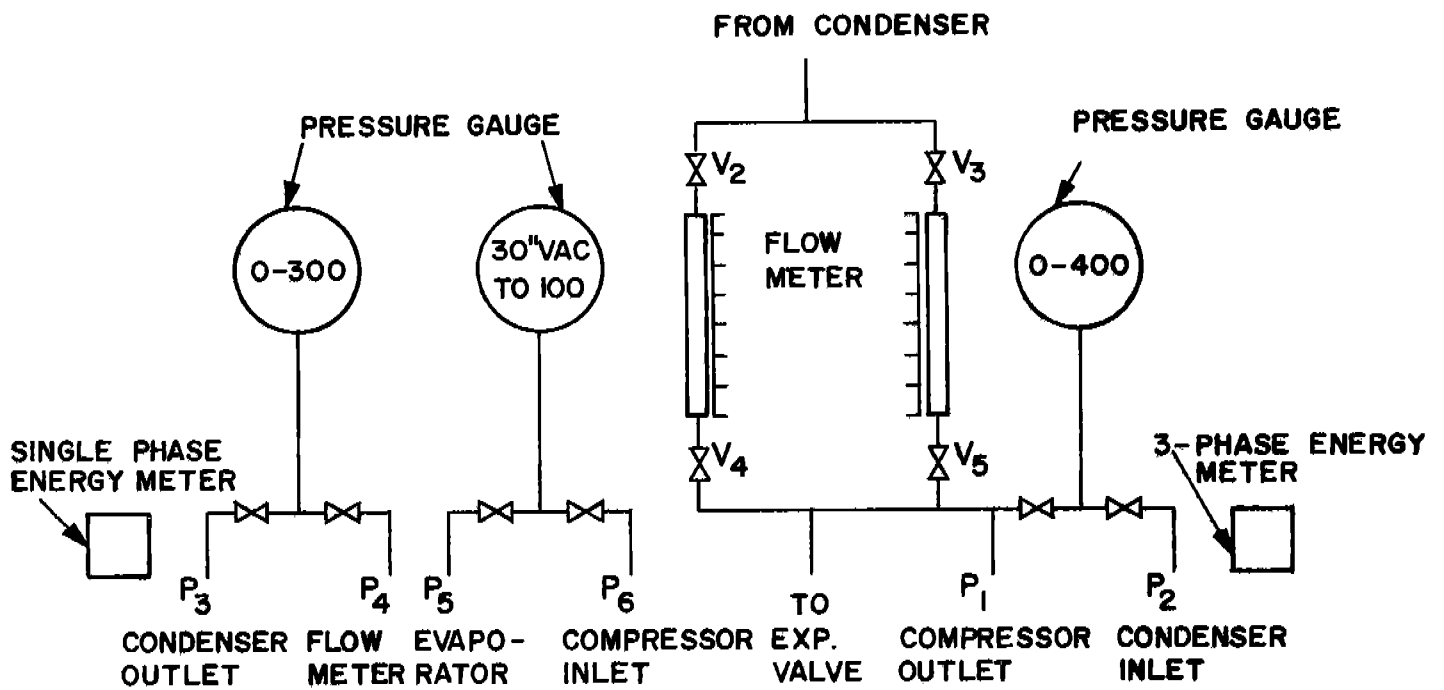 FROM CONDENSER
PRESSURE GAUGE
PRESSURE GAUGE
V2
V3
0-300
30"VAC
TO 100
FLOW
METER
0-400
SINGLE PHASE
ENERGY METER
V4
V5
3-PHASE ENERGY
METER
P3
P4
P5
P6
TO
EXP.
VALVE
P1
P2
CONDENSER
OUTLET
FLOW
METER
EVAPO-
RATOR
COMPRESSOR
INLET
COMPRESSOR
OUTLET
CONDENSER
INLET